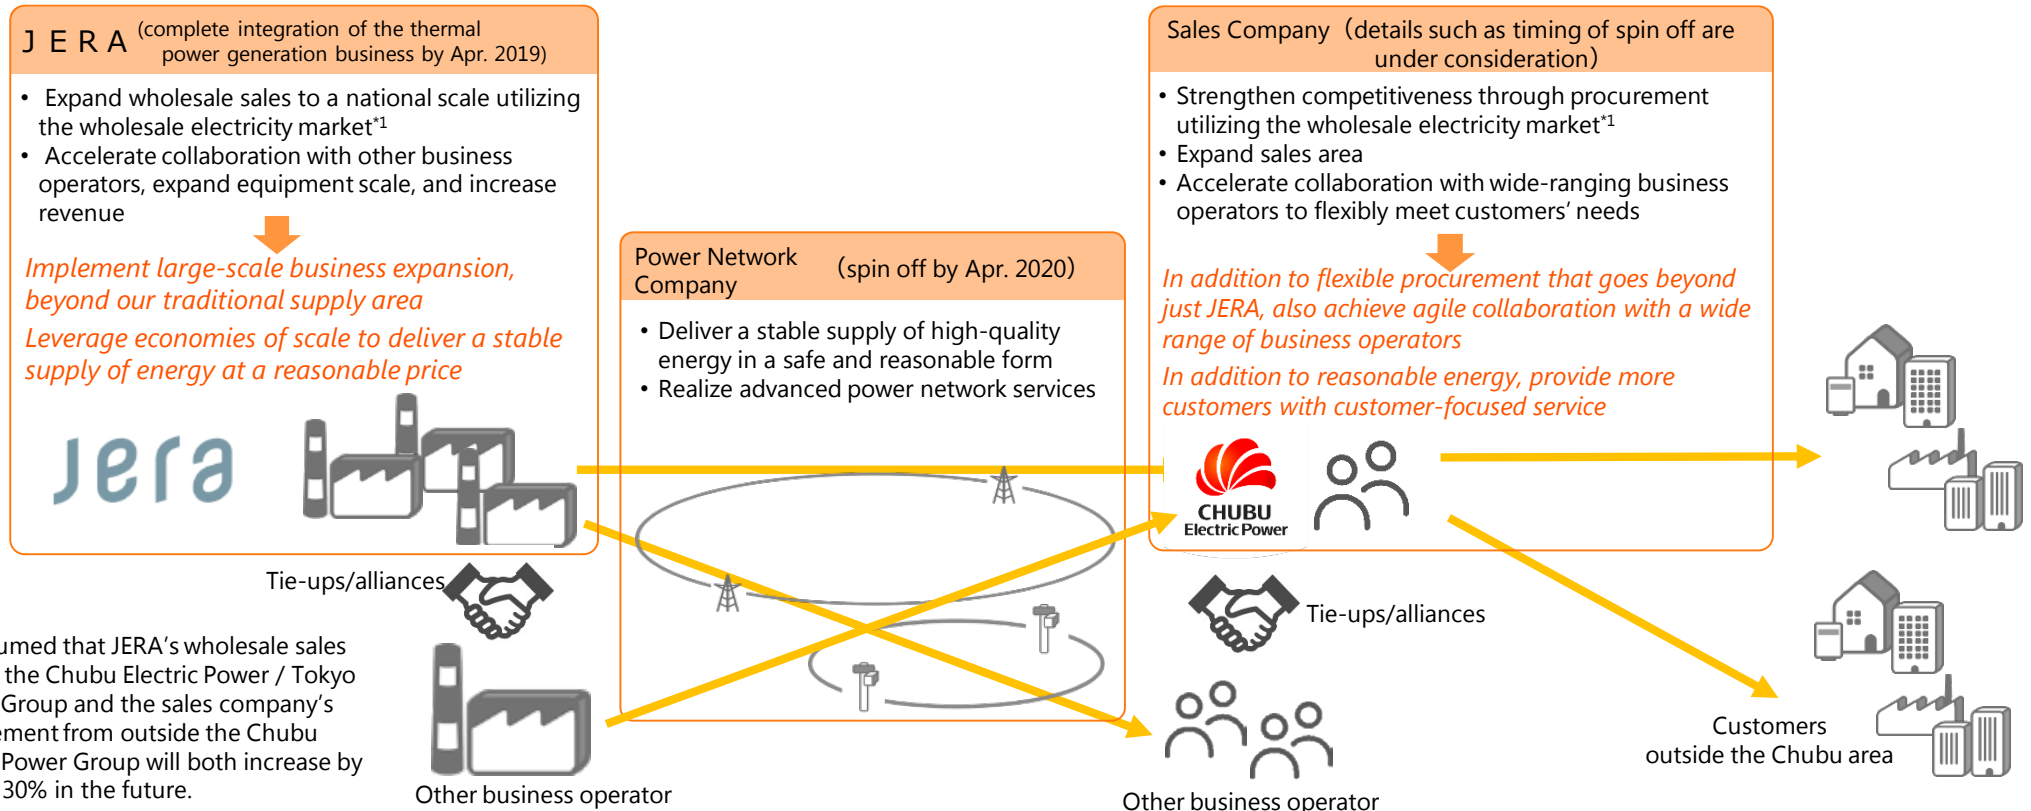 J E R A (complete integration of the thermal
power generation business by Apr. 2019)
• Expand wholesale sales to a national scale utilizing
the wholesale electricity market*1
• Accelerate collaboration with other business
operators, expand equipment scale, and increase
revenue
Implement large-scale business expansion,
beyond our traditional supply area
Leverage economies of scale to deliver a stable
supply of energy at a reasonable price
jera
Tie-ups/alliances
umed that JERA's wholesale sales
the Chubu Electric Power / Tokyo
Group and the sales company's
ement from outside the Chubu
Power Group will both increase by
30% in the future.
Other business operator
Power Network
Company (spin off by Apr. 2020)
• Deliver a stable supply of high-quality
energy in a safe and reasonable form
• Realize advanced power network services
Sales Company (details such as timing of spin off are
under consideration)
• Strengthen competitiveness through procurement
utilizing the wholesale electricity market*1
• Expand sales area
• Accelerate collaboration with wide-ranging business
operators to flexibly meet customers' needs
In addition to flexible procurement that goes beyond
just JERA, also achieve agile collaboration with a wide
range of business operators
In addition to reasonable energy, provide more
customers with customer-focused service
CHUBU
Electric Power
Tie-ups/alliances
Other business operator
Customers
outside the Chubu area